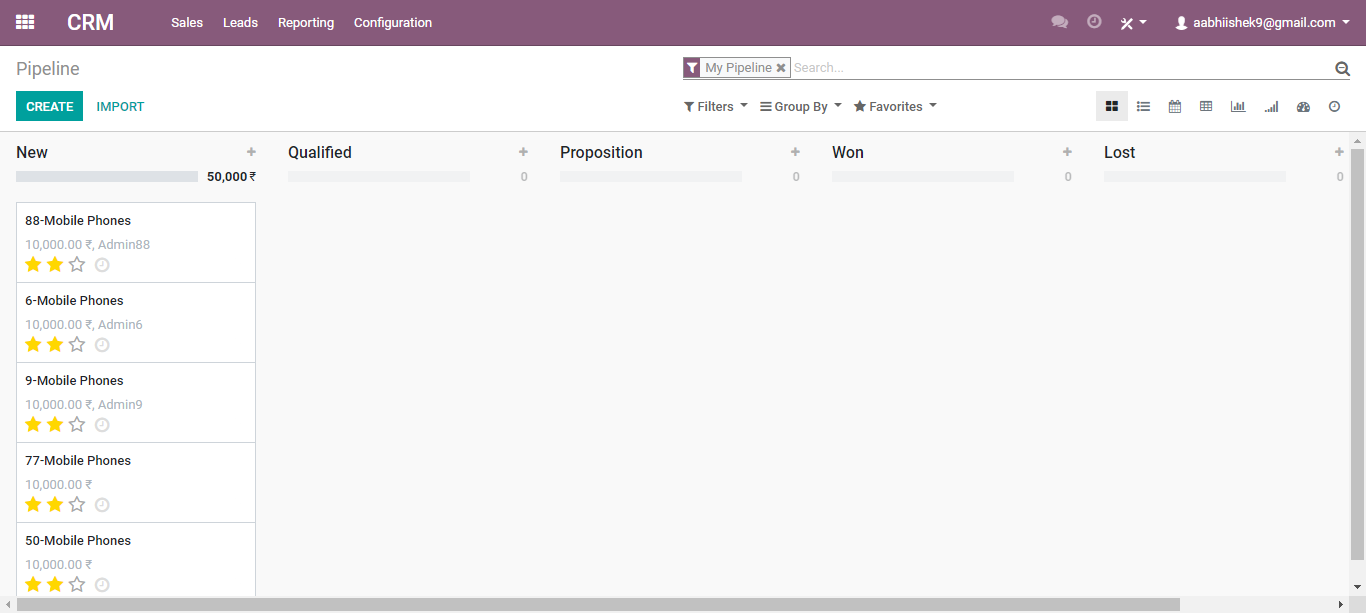 CRM Sales Leads Reporting Configuration aabhiishek9@gmail.com
Pipeline My Pipeline Search...
CREATE IMPORT Filters Group By Favorites
New Qualified Proposition Won Lost
50,000 ₹ 0 0 0 0
88-Mobile Phones
10,000.00 ₹, Admin88
6-Mobile Phones
10,000.00 ₹, Admin6
9-Mobile Phones
10,000.00 ₹, Admin9
77-Mobile Phones
10,000.00 ₹
50-Mobile Phones
10,000.00 ₹